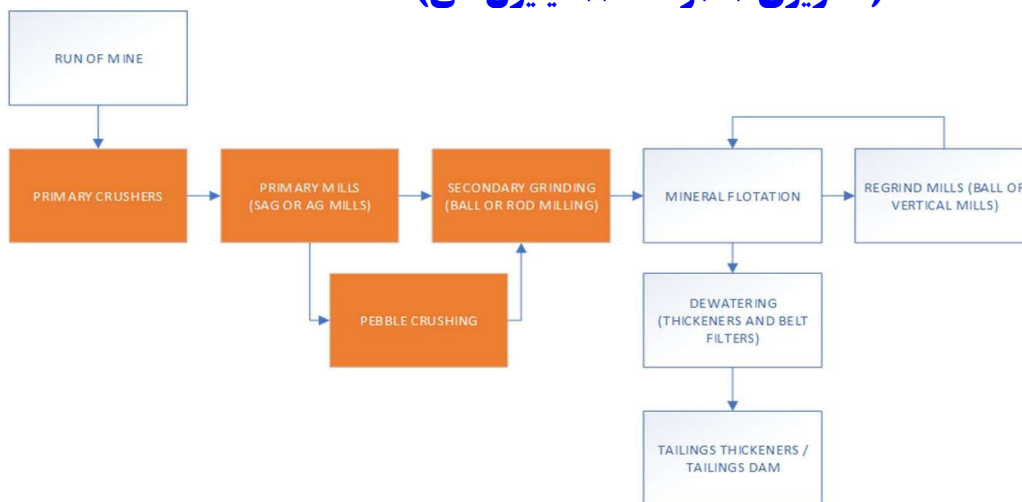 RUN OF MINE
PRIMARY CRUSHERS
PRIMARY MILLS
(SAG OR AG MILLS)
SECONDARY GRINDING
(BALL OR ROD MILLING)
MINERAL FLOTATION
REGRIND MILLS (BALL OR
VERTICAL MILLS)
PEBBLE CRUSHING
DEWATERING
(THICKENERS AND BELT
FILTERS)
TAILINGS THICKENERS /
TAILINGS DAM